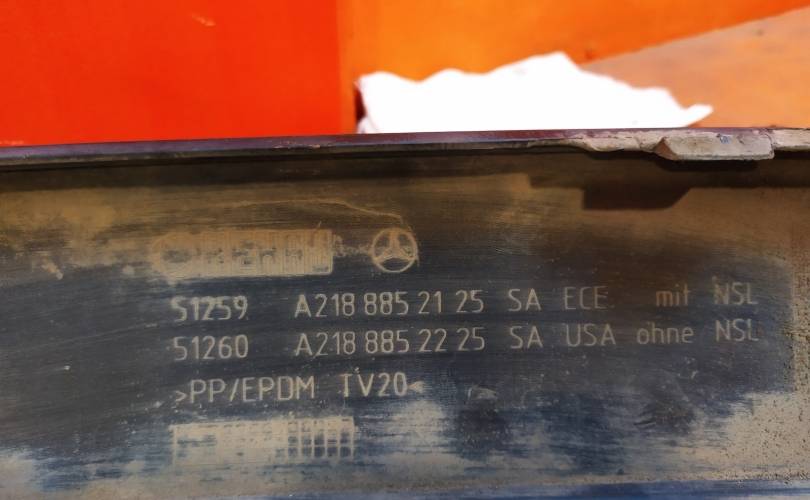 51259 A218 885 21 25 SA ECE mit NSL
51260 A218 885 22 25 SA USA ohne NSL
>PP/EPDM TV20<